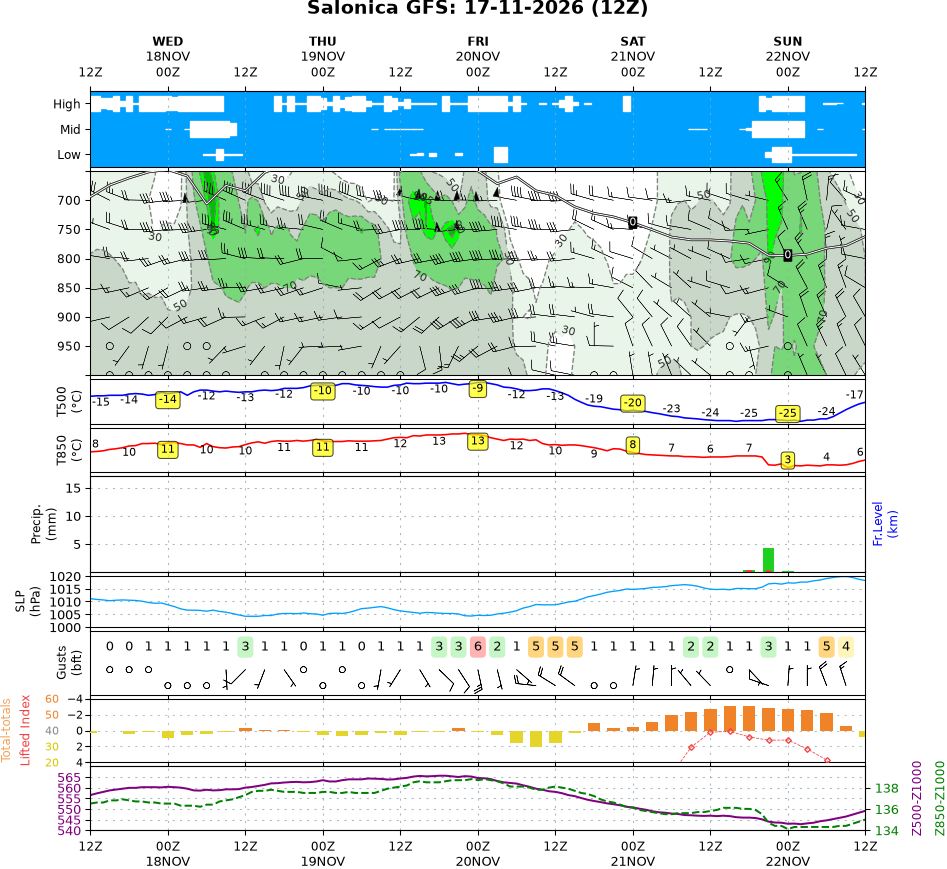 Salonica GFS: 17-11-2026 (12Z)
WED THU FRI SAT SUN
18NOV 19NOV 20NOV 21NOV 22NOV
12Z 00Z 12Z 00Z 12Z 00Z 12Z 00Z 12Z 00Z 12Z
High
Mid
Low
700
750
800
850
900
950
30 50 30 50 50
30 30 50
50 70 70 70
30 50
0 0
T500
(°C)
-15 -14 -14 -12 -13 -12 -10 -10 -10 -10 -9 -12 -13 -19 -20 -23 -24 -25 -25 -24 -17
T850
(°C)
8 10 11 10 10 11 11 11 12 13 13 12 10 9 8 7 6 7 3 4 6
Precip.
(mm)
15
10
5
Fr.Level
(km)
SLP
(hPa)
1020
1015
1010
1005
1000
Gusts
(bft)
0 0 1 1 1 1 1 3 1 1 0 1 1 0 1 1 1 3 3 6 2 1 5 5 5 1 1 1 1 1 2 2 1 1 3 1 1 5 4
Total-totals
Lifted Index
60 −4
50 −2
40 0
30 2
20 4
565
560
555
550
545
540
138
136
134
Z500-Z1000
Z850-Z1000
12Z 00Z 12Z 00Z 12Z 00Z 12Z 00Z 12Z 00Z 12Z
18NOV 19NOV 20NOV 21NOV 22NOV